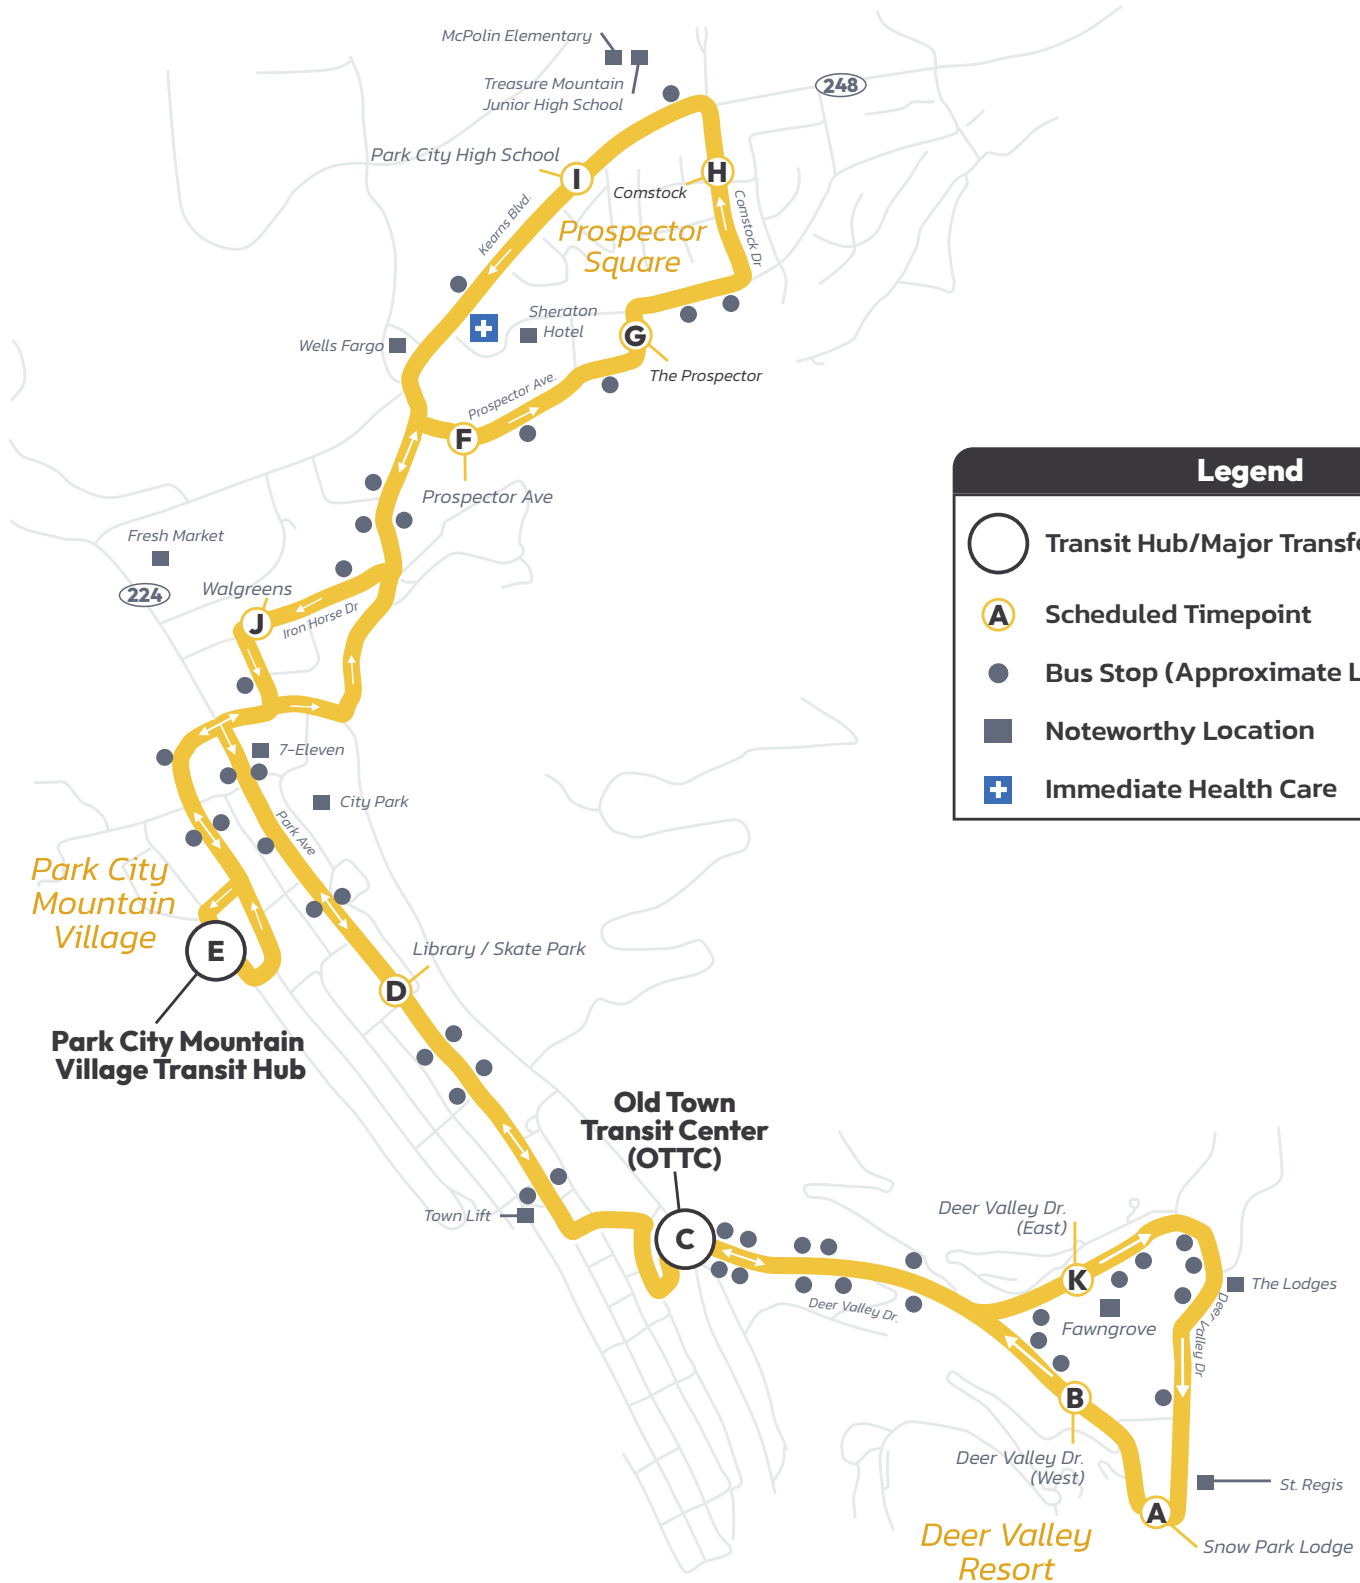 McPolin Elementary
Treasure Mountain
Junior High School
248
Park City High School
I
H
Comstock
Kearns Blvd.
Comstock Dr
Prospector
Square
Sheraton
Hotel
Wells Fargo
G
The Prospector
Prospector Ave.
F
Prospector Ave
Legend
Transit Hub/Major Transfe
A
Scheduled Timepoint
Bus Stop (Approximate L
Noteworthy Location
Immediate Health Care
Fresh Market
224
Walgreens
J
Iron Horse Dr
7-Eleven
City Park
Park Ave
Park City
Mountain
Village
E
Library / Skate Park
D
Park City Mountain
Village Transit Hub
Old Town
Transit Center
(OTTC)
Town Lift
C
Deer Valley Dr.
Deer Valley Dr.
(East)
K
Fawngrove
The Lodges
Deer Valley Dr
B
Deer Valley Dr.
(West)
St. Regis
A
Snow Park Lodge
Deer Valley
Resort